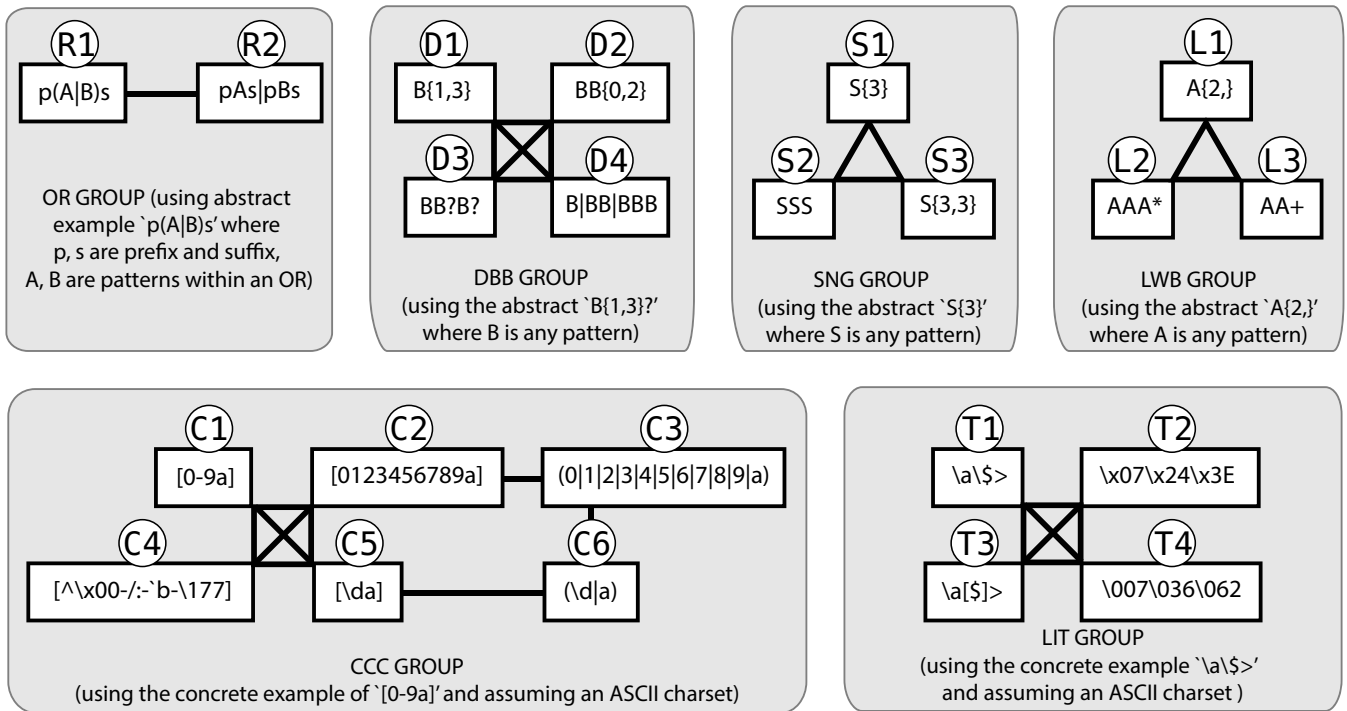 R1
R2
p(A|B)s
pAs|pBs
OR GROUP (using abstract
example `p(A|B)s’ where
p, s are prefix and suffix,
A, B are patterns within an OR)
D1
D2
B{1,3}
BB{0,2}
D3
D4
BB?B?
B|BB|BBB
DBB GROUP
(using the abstract `B{1,3}?’
where B is any pattern)
S1
S{3}
S2
S3
SSS
S{3,3}
SNG GROUP
(using the abstract `S{3}’
where S is any pattern)
L1
A{2,}
L2
L3
AAA*
AA+
LWB GROUP
(using the abstract `A{2,}’
where A is any pattern)
C1
C2
C3
[0-9a]
[0123456789a]
(0|1|2|3|4|5|6|7|8|9|a)
C4
C5
C6
[^\x00-/:-`b-\177]
[\da]
(\d|a)
CCC GROUP
(using the concrete example of `[0-9a]’ and assuming an ASCII charset)
T1
T2
\a\$>
\x07\x24\x3E
T3
T4
\a[$]>
\007\036\062
LIT GROUP
(using the concrete example `\a\$>’
and assuming an ASCII charset )